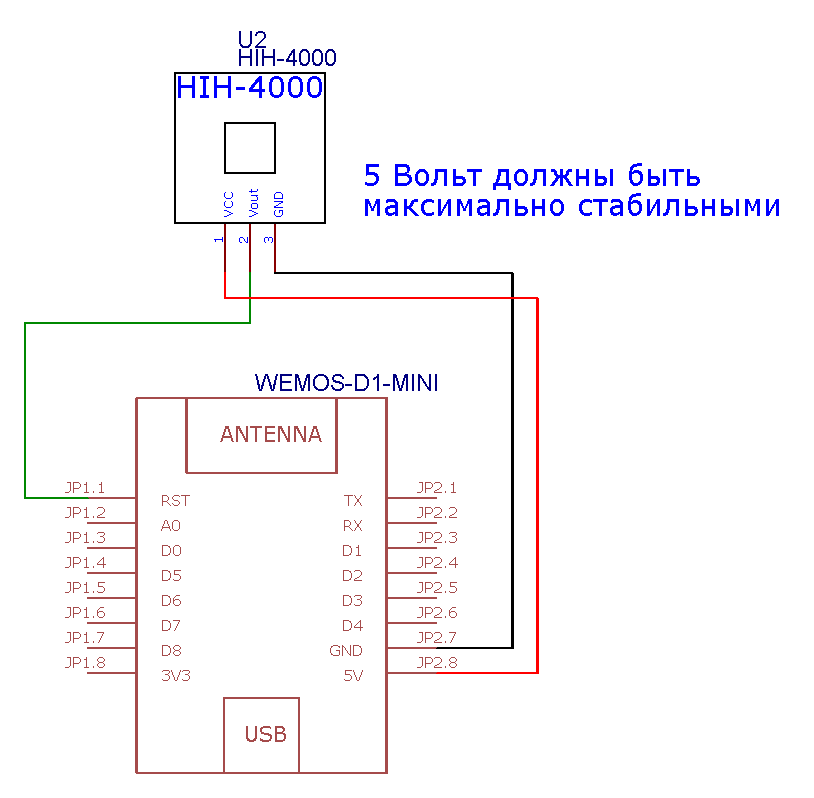 U2
HIH-4000
HIH-4000
VCC
Vout
GND
1
2
3
5 Вольт должны быть
максимально стабильными
WEMOS-D1-MINI
ANTENNA
JP1.1 RST TX JP2.1
JP1.2 A0 RX JP2.2
JP1.3 D0 D1 JP2.3
JP1.4 D5 D2 JP2.4
JP1.5 D6 D3 JP2.5
JP1.6 D7 D4 JP2.6
JP1.7 D8 GND JP2.7
JP1.8 3V3 5V JP2.8
USB